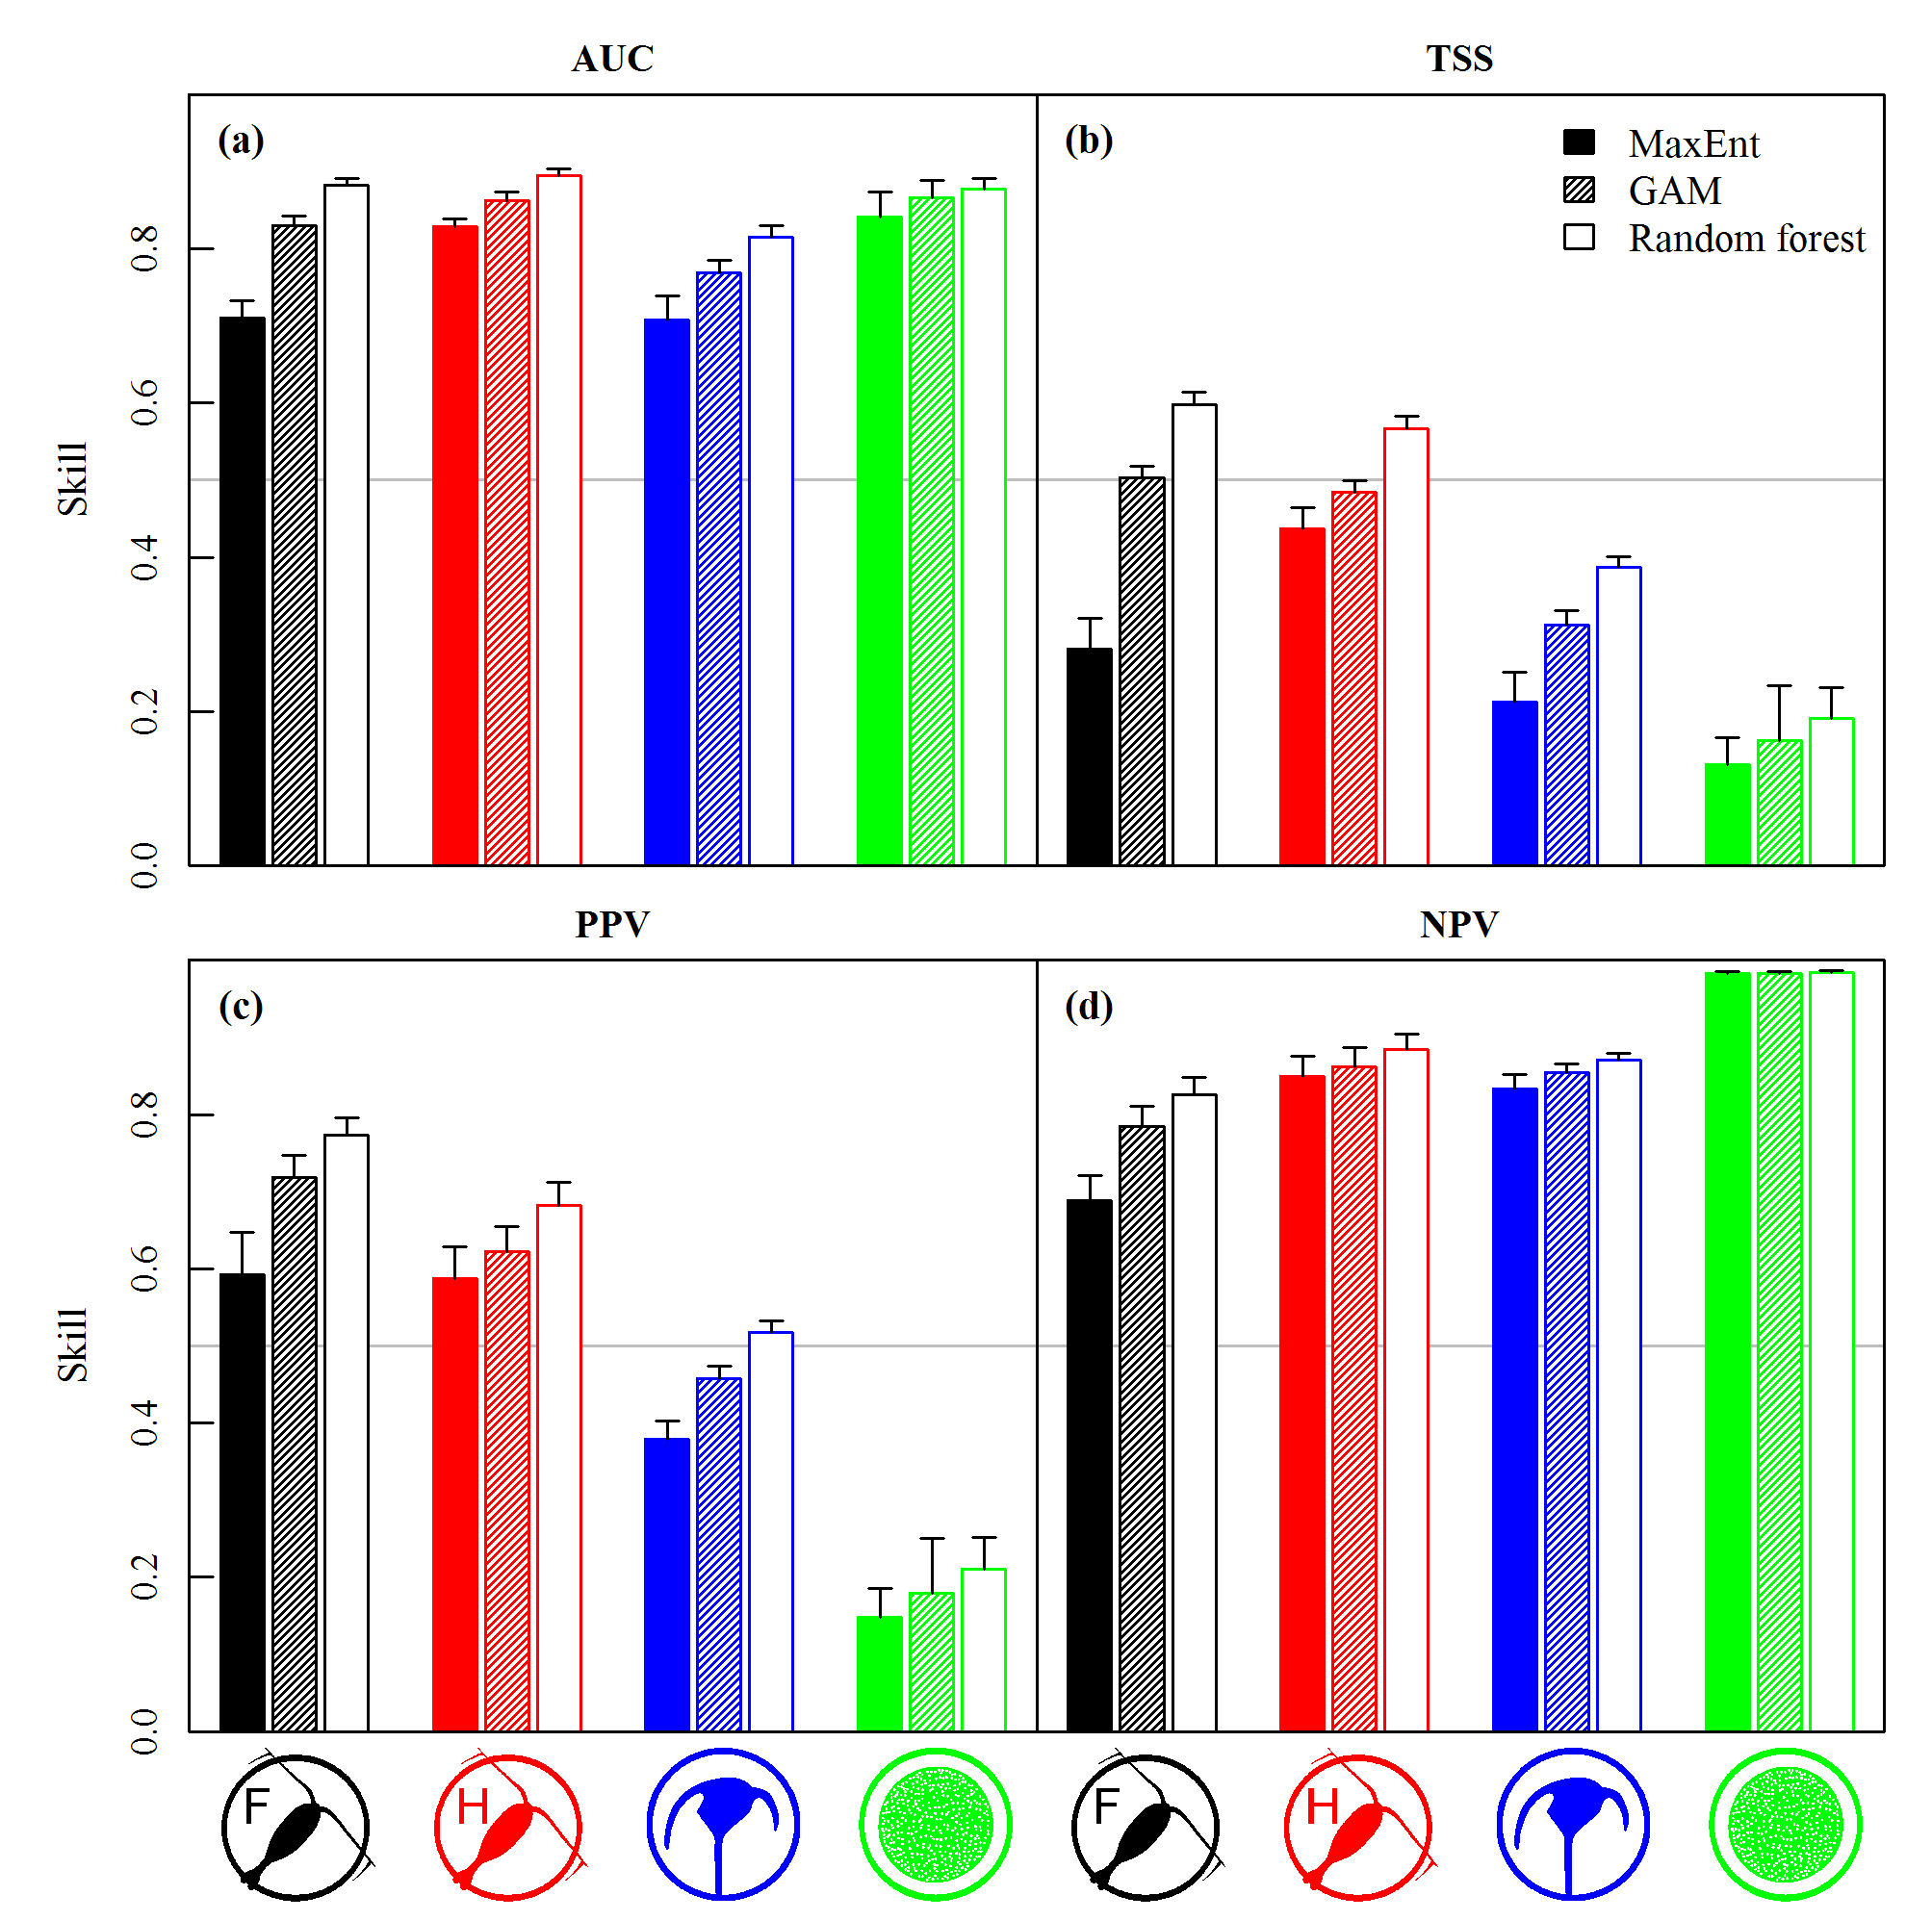 AUC
TSS
(a)
(b)
MaxEnt
GAM
Random forest
Skill
0.8
0.6
0.4
0.2
0.0
PPV
NPV
(c)
(d)
Skill
0.8
0.6
0.4
0.2
0.0
F
H
F
H